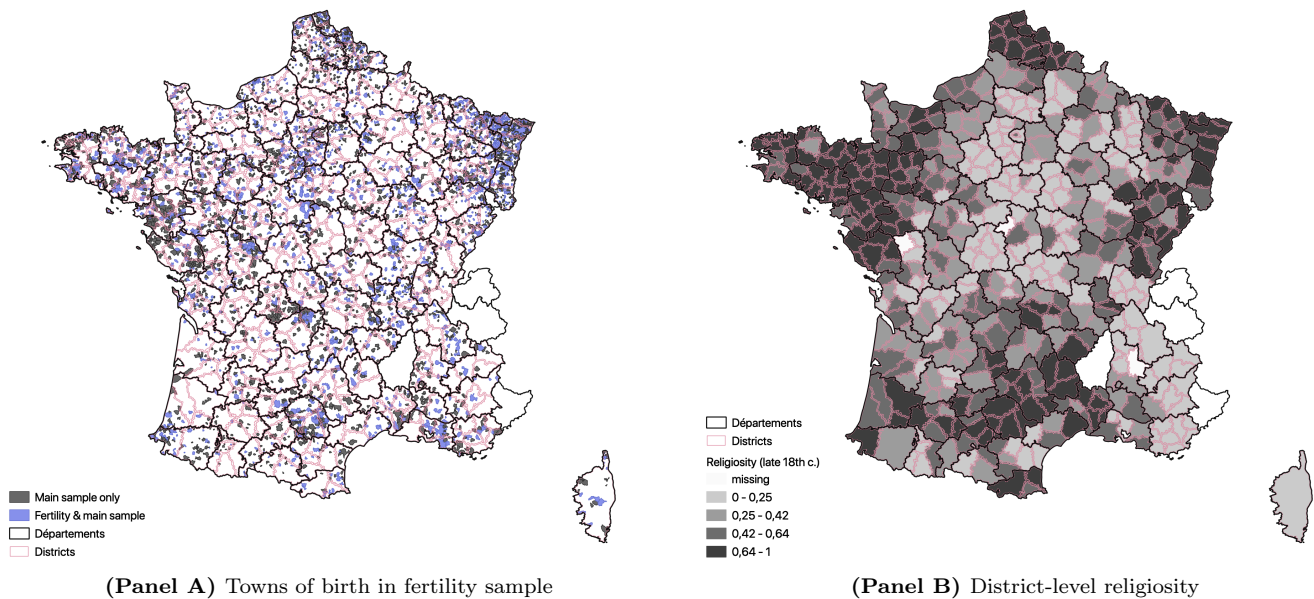 Main sample only
Fertility & main sample
Départements
Districts
Départements
Districts
Religiosity (late 18th c.)
missing
0 - 0,25
0,25 - 0,42
0,42 - 0,64
0,64 - 1
(Panel A) Towns of birth in fertility sample
(Panel B) District-level religiosity